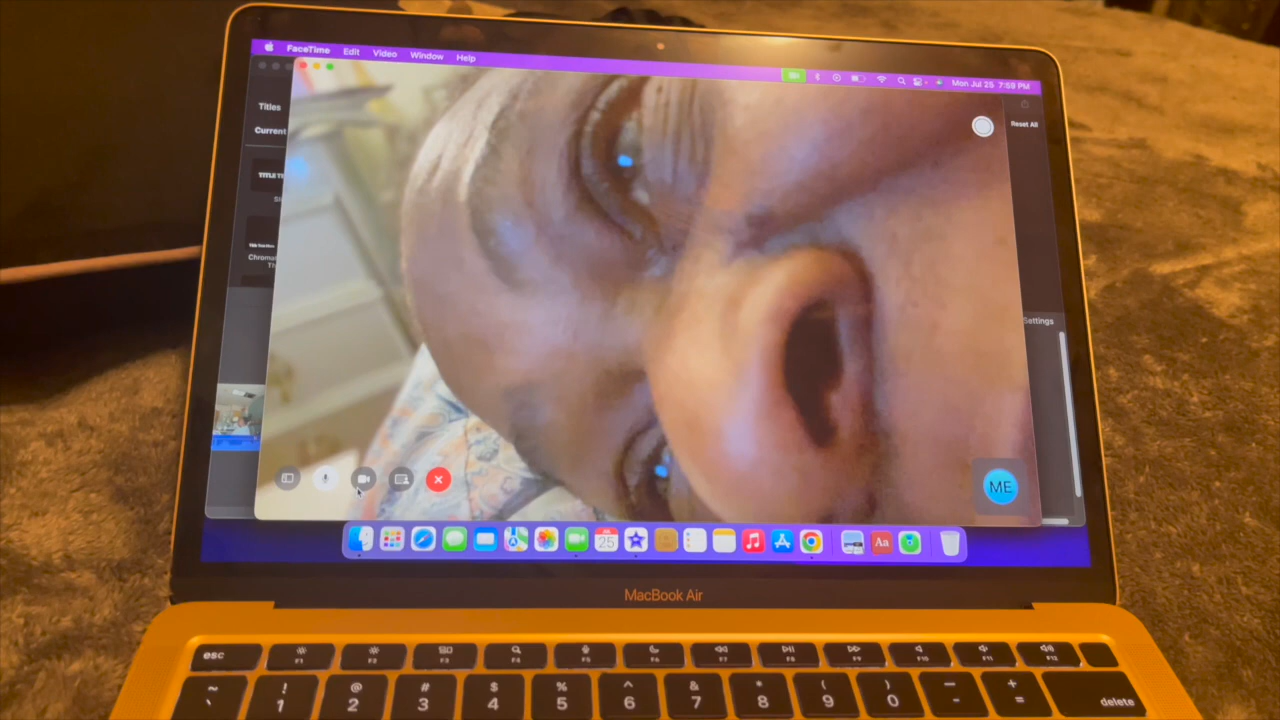 FaceTime Edit Video Window Help
Mon Jul 25 7:59 PM
Titles
Reset All
Current
Settings
ME
25
Aa
MacBook Air
esc F1 F2 F3 F4 F5 F6 F7 F8 F9 F10 F11 F12
~ ! @ # $ % ^ & * ( ) — +
` 1 2 3 4 5 6 7 8 9 0 - = delete